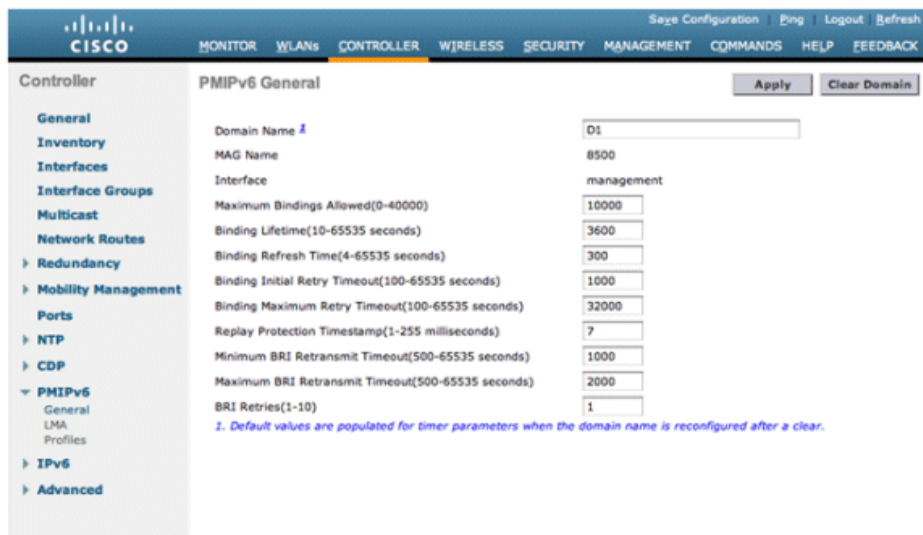 Save Configuration Ping Logout Refresh
CISCO
MONITOR WLANs CONTROLLER WIRELESS SECURITY MANAGEMENT COMMANDS HELP FEEDBACK
Controller
General
Inventory
Interfaces
Interface Groups
Multicast
Network Routes
Redundancy
Mobility Management
Ports
NTP
CDP
PMIPv6
General
LMA
Profiles
IPv6
Advanced
PMIPv6 General
Apply Clear Domain
Domain Name 1 D1
MAG Name 8500
Interface management
Maximum Bindings Allowed(0-40000) 10000
Binding Lifetime(10-65535 seconds) 3600
Binding Refresh Time(4-65535 seconds) 300
Binding Initial Retry Timeout(100-65535 seconds) 1000
Binding Maximum Retry Timeout(100-65535 seconds) 32000
Replay Protection Timestamp(1-255 milliseconds) 7
Minimum BRI Retransmit Timeout(500-65535 seconds) 1000
Maximum BRI Retransmit Timeout(500-65535 seconds) 2000
BRI Retries(1-10) 1
1. Default values are populated for timer parameters when the domain name is reconfigured after a clear.